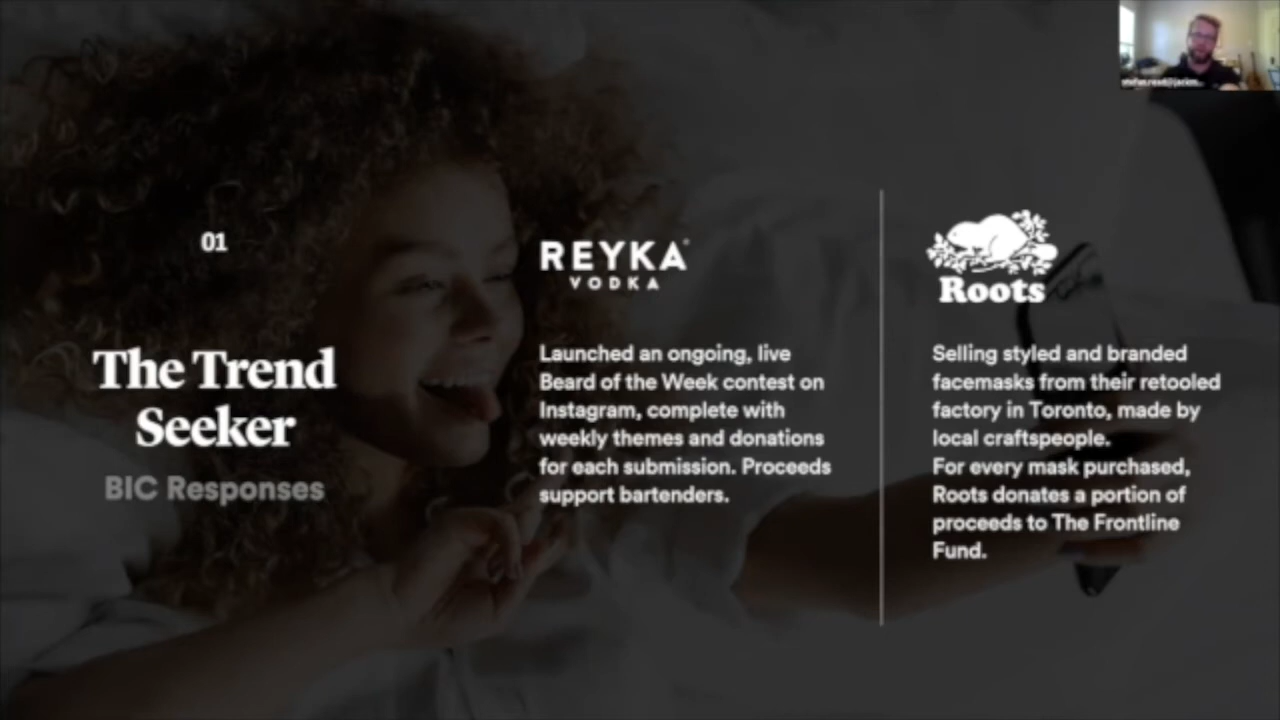 01
The Trend
Seeker
BIC Responses
REYKA
VODKA
Launched an ongoing, live
Beard of the Week contest on
Instagram, complete with
weekly themes and donations
for each submission. Proceeds
support bartenders.
Roots
Selling styled and branded
facemasks from their retooled
factory in Toronto, made by
local craftspeople.
For every mask purchased,
Roots donates a portion of
proceeds to The Frontline
Fund.